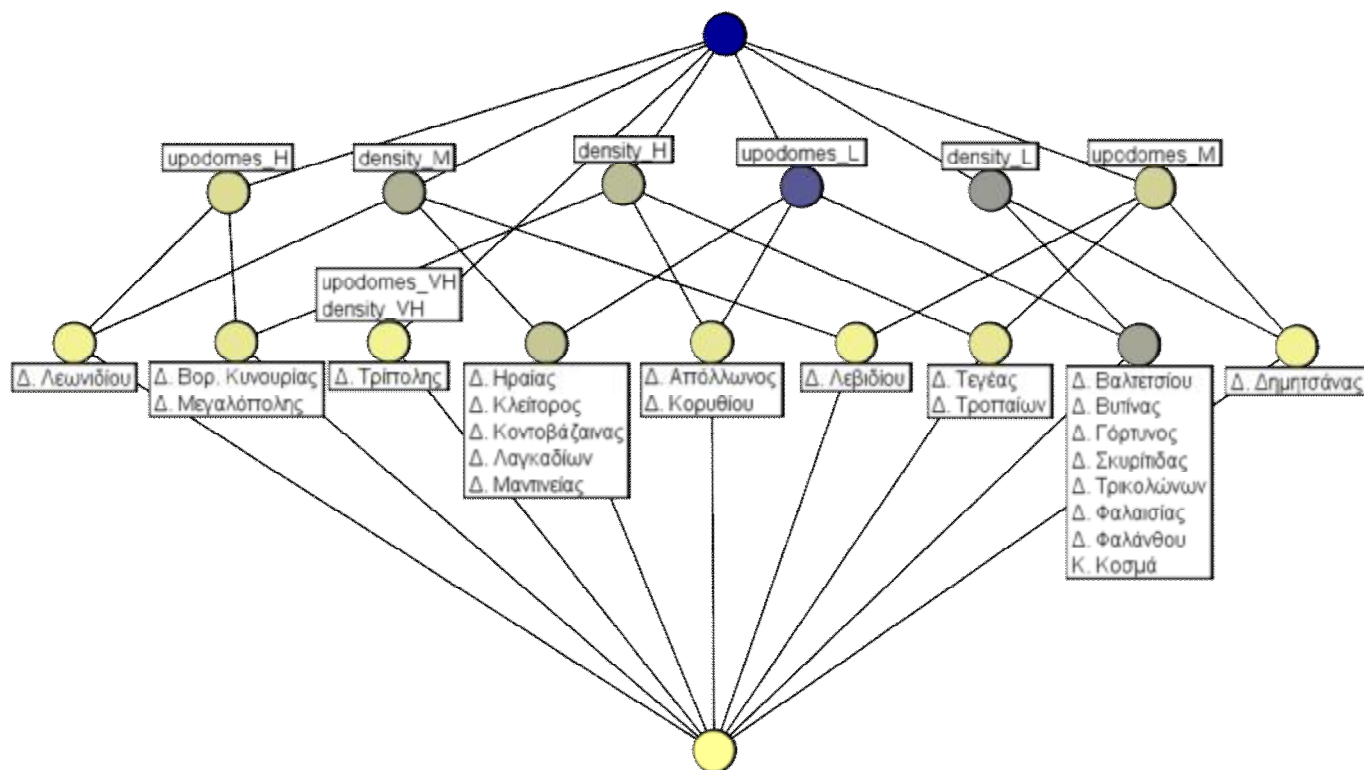 upodomes_H
density_M
density_H
upodomes_L
density_L
upodomes_M
upodomes_VH
density_VH
Δ. Λεωνιδίου
Δ. Βορ. Κυνουρίας
Δ. Μεγαλόπολης
Δ. Τρίπολης
Δ. Ηραίας
Δ. Κλείτορος
Δ. Κοντοβάζαινας
Δ. Λαγκαδίων
Δ. Μαντινείας
Δ. Απόλλωνος
Δ. Κορυθίου
Δ. Λεβιδίου
Δ. Τεγέας
Δ. Τροπαίων
Δ. Βαλτετσίου
Δ. Βυτίνας
Δ. Γόρτυνος
Δ. Σκυρίτιδας
Δ. Τρικολώνων
Δ. Φαλαισίας
Δ. Φαλάνθου
Κ. Κοσμά
Δ. Δημητσάνας